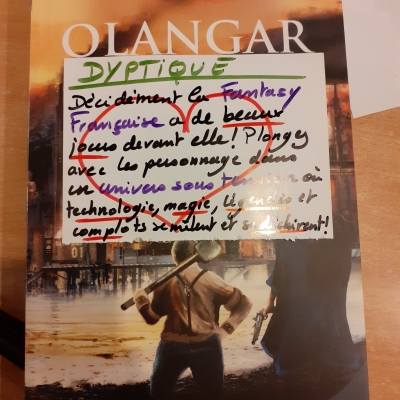 OLANGAR
DYPTIQUE
Décidément la Fantasy
Française a de beaux
jours devant elle! Plongez
avec les personnage dans
un univers sous tension où
technologie, magie, légendes et
complots se mêlent et se déchirent!